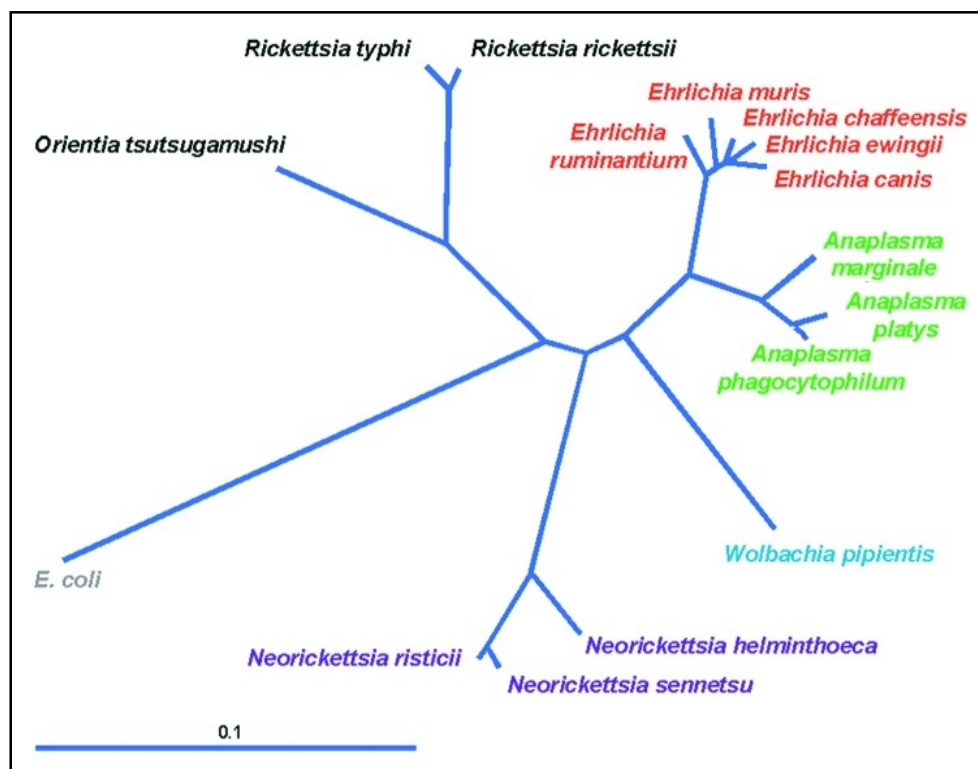 Rickettsia typhi
Rickettsia rickettsii
Orientia tsutsugamushi
Ehrlichia muris
Ehrlichia chaffeensis
Ehrlichia
ruminantium
Ehrlichia ewingii
Ehrlichia canis
Anaplasma
marginale
Anaplasma
platys
Anaplasma
phagocytophilum
Wolbachia pipientis
E. coli
Neorickettsia helminthoeca
Neorickettsia risticii
Neorickettsia sennetsu
0.1